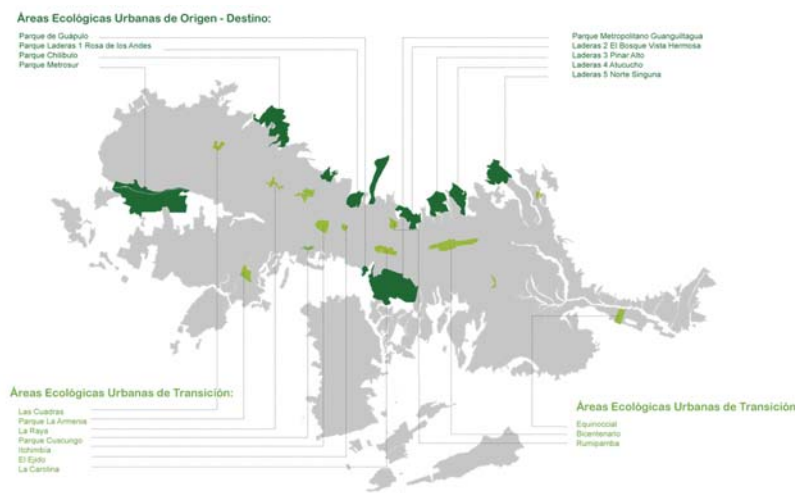 Áreas Ecológicas Urbanas de Origen - Destino:
Parque de Guápulo
Parque Laderas 1 Rosa de los Andes
Parque Chilibulo
Parque Metrosur
Parque Metropolitano Guanguiltagua
Laderas 2 El Bosque Vista Hermosa
Laderas 3 Pinar Alto
Laderas 4 Atucucho
Laderas 5 Norte Singuna
Áreas Ecológicas Urbanas de Transición:
Las Cuadras
Parque La Armenia
La Raya
Parque Cuscungo
Itchimbía
El Ejido
La Carolina
Áreas Ecológicas Urbanas de Transición
Equinoccial
Bicentenario
Rumipamba